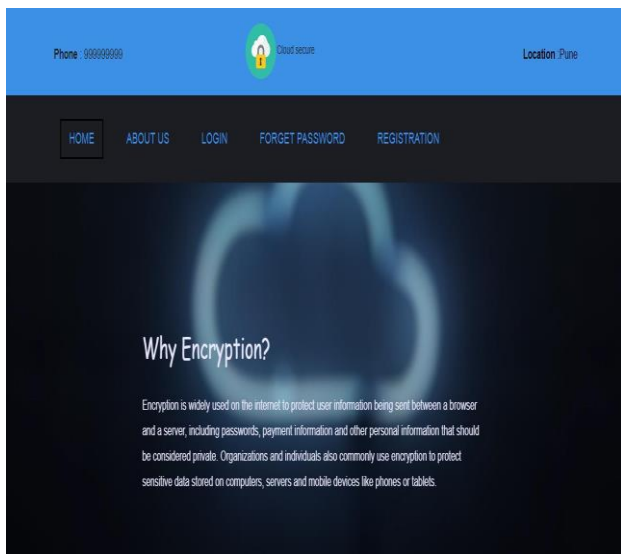 Phone : 999999999
Cloud secure
Location :Pune
HOME ABOUT US LOGIN FORGET PASSWORD REGISTRATION
Why Encryption?
Encryption is widely used on the internet to protect user information being sent between a browser
and a server, including passwords, payment information and other personal information that should
be considered private. Organizations and individuals also commonly use encryption to protect
sensitive data stored on computers, servers and mobile devices like phones or tablets.